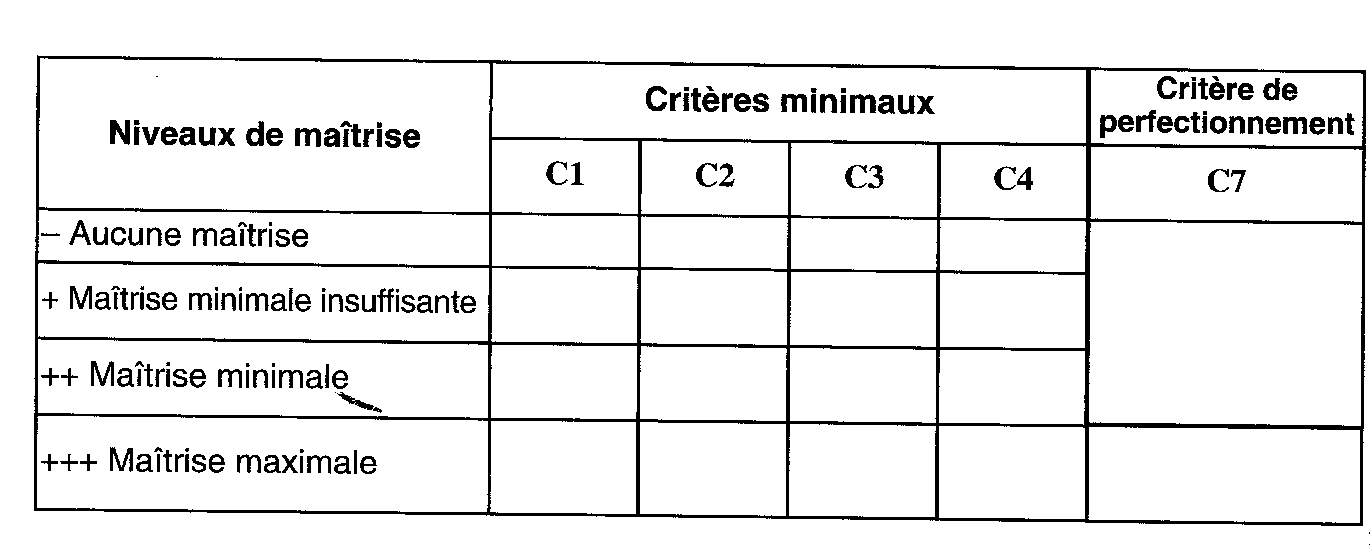 Niveaux de maîtrise
Critères minimaux
Critère de
perfectionnement
C1 C2 C3 C4 C7
– Aucune maîtrise
+ Maîtrise minimale insuffisante
++ Maîtrise minimale
+++ Maîtrise maximale